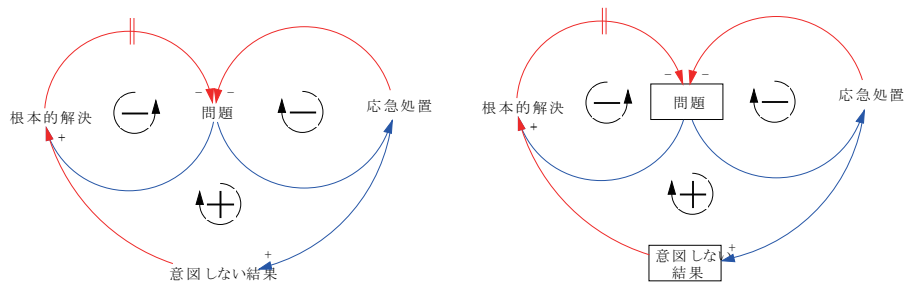 問題
応急処置
根本的解決
意図しない結果
－ －
+
+
－
－
+
問題
応急処置
根本的解決
意図しない
結果
－ －
+
+
－
－
+